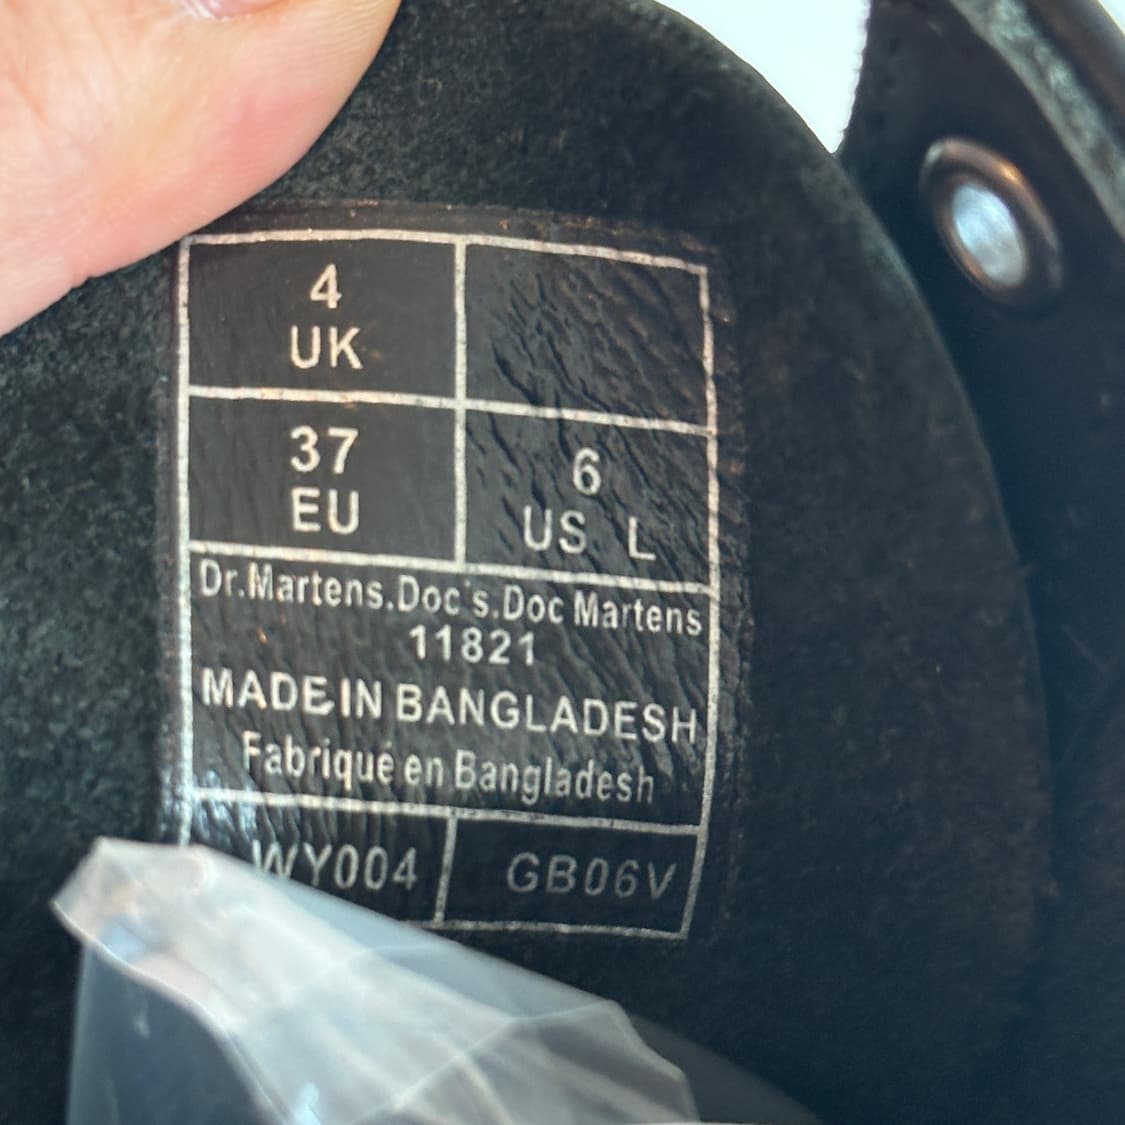 4
UK
37
EU
6
US L
Dr.Martens.Doc's.Doc Martens
11821
MADE IN BANGLADESH
Fabriqué en Bangladesh
WY004
GB06V